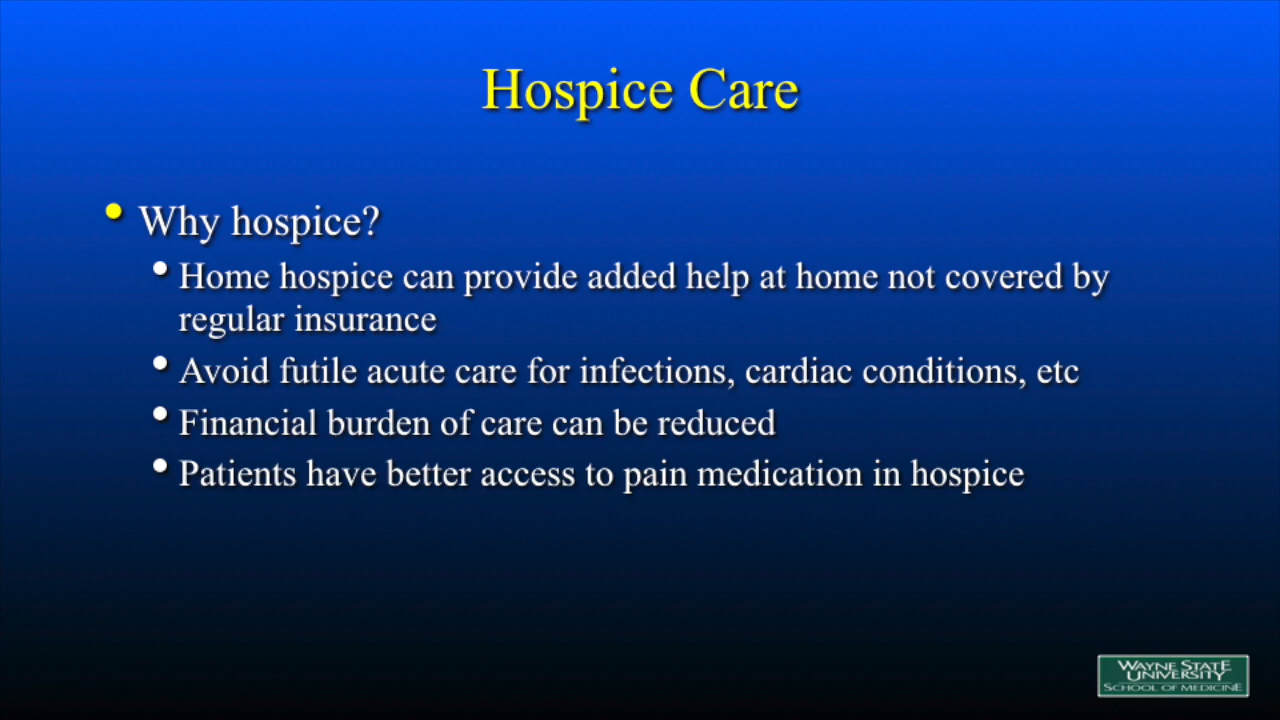 Hospice Care
• Why hospice?
• Home hospice can provide added help at home not covered by
regular insurance
• Avoid futile acute care for infections, cardiac conditions, etc
• Financial burden of care can be reduced
• Patients have better access to pain medication in hospice
WAYNE STATE
UNIVERSITY
SCHOOL OF MEDICINE